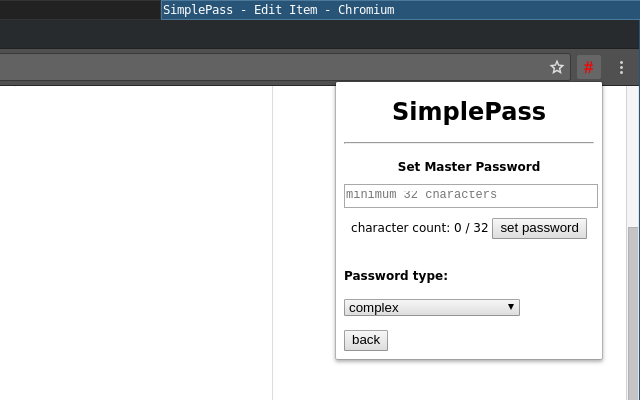 SimplePass - Edit Item - Chromium
#
SimplePass
Set Master Password
minimum 32 characters
character count: 0 / 32 set password
Password type:
complex
back